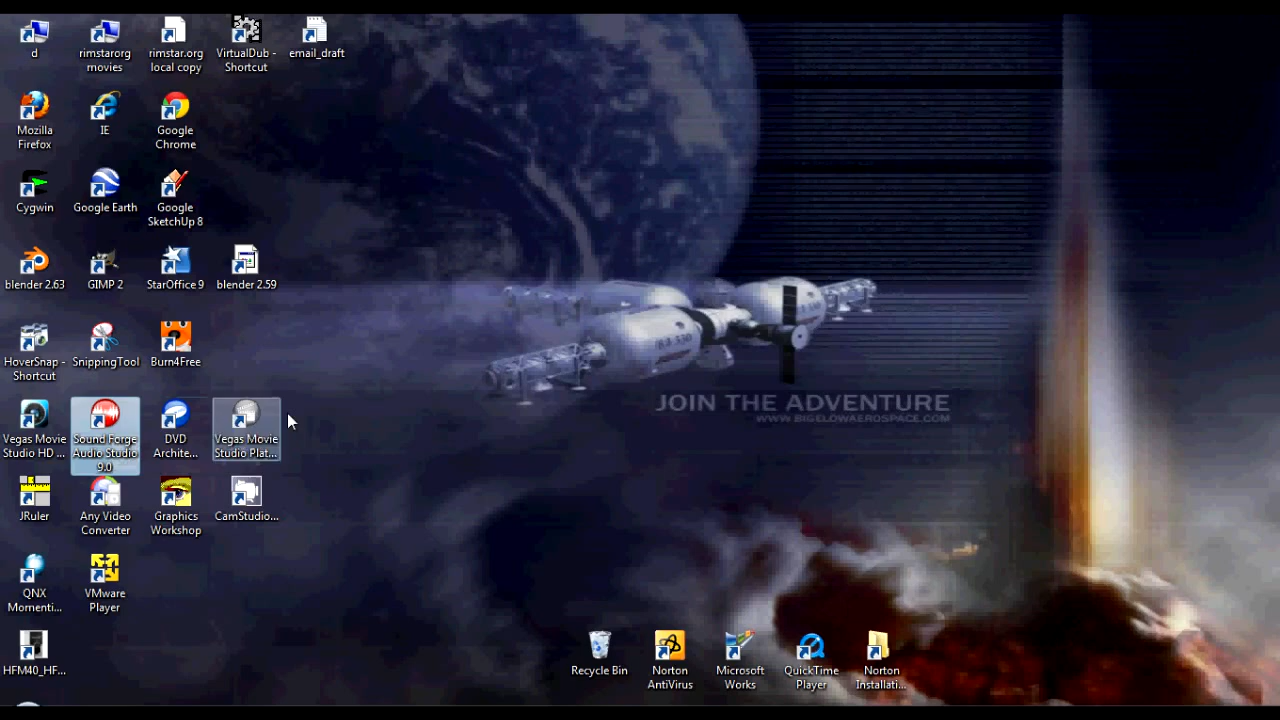 d
rimstarorg
movies
rimstar.org
local copy
VirtualDub -
Shortcut
email_draft
Mozilla
Firefox
IE
Google
Chrome
Cygwin
Google Earth
Google
SketchUp 8
blender 2.63
GIMP 2
StarOffice 9
blender 2.59
HoverSnap -
Shortcut
SnippingTool
Burn4Free
Vegas Movie
Studio HD ...
Sound Forge
Audio Studio
9.0
DVD
Archite...
Vegas Movie
Studio Plat...
JOIN THE ADVENTURE
WWW.BIGELOWAEROSPACE.COM
JRuler
Any Video
Converter
Graphics
Workshop
CamStudio...
QNX
Momenti...
VMware
Player
HFM40_HF...
Recycle Bin
Norton
AntiVirus
Microsoft
Works
QuickTime
Player
Norton
Installati...